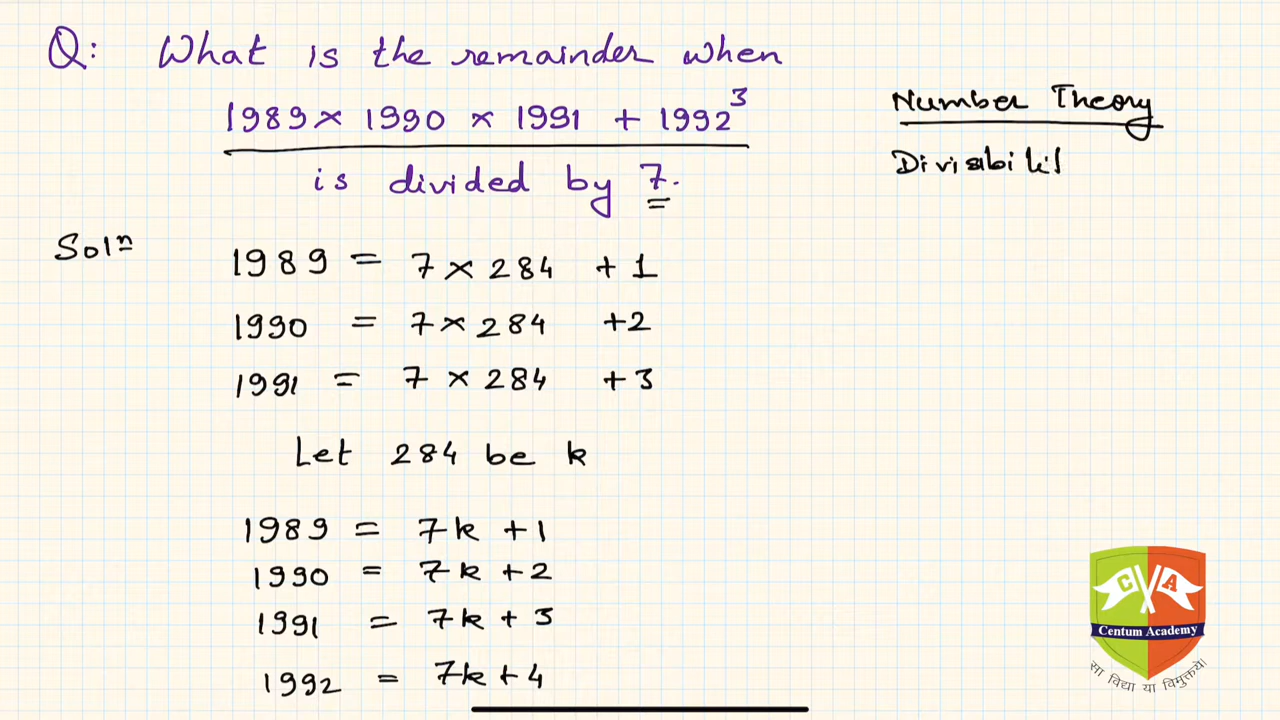 Q: What is the remainder when
1989 × 1990 × 1991 + 1992³
is divided by 7.
Number Theory
Divisibilit
Solⁿ
1989 = 7 × 284 + 1
1990 = 7 × 284 + 2
1991 = 7 × 284 + 3
Let 284 be k
1989 = 7k + 1
1990 = 7k + 2
1991 = 7k + 3
1992 = 7k + 4
C A
Centum Academy
सा विद्या या विमुक्तये।